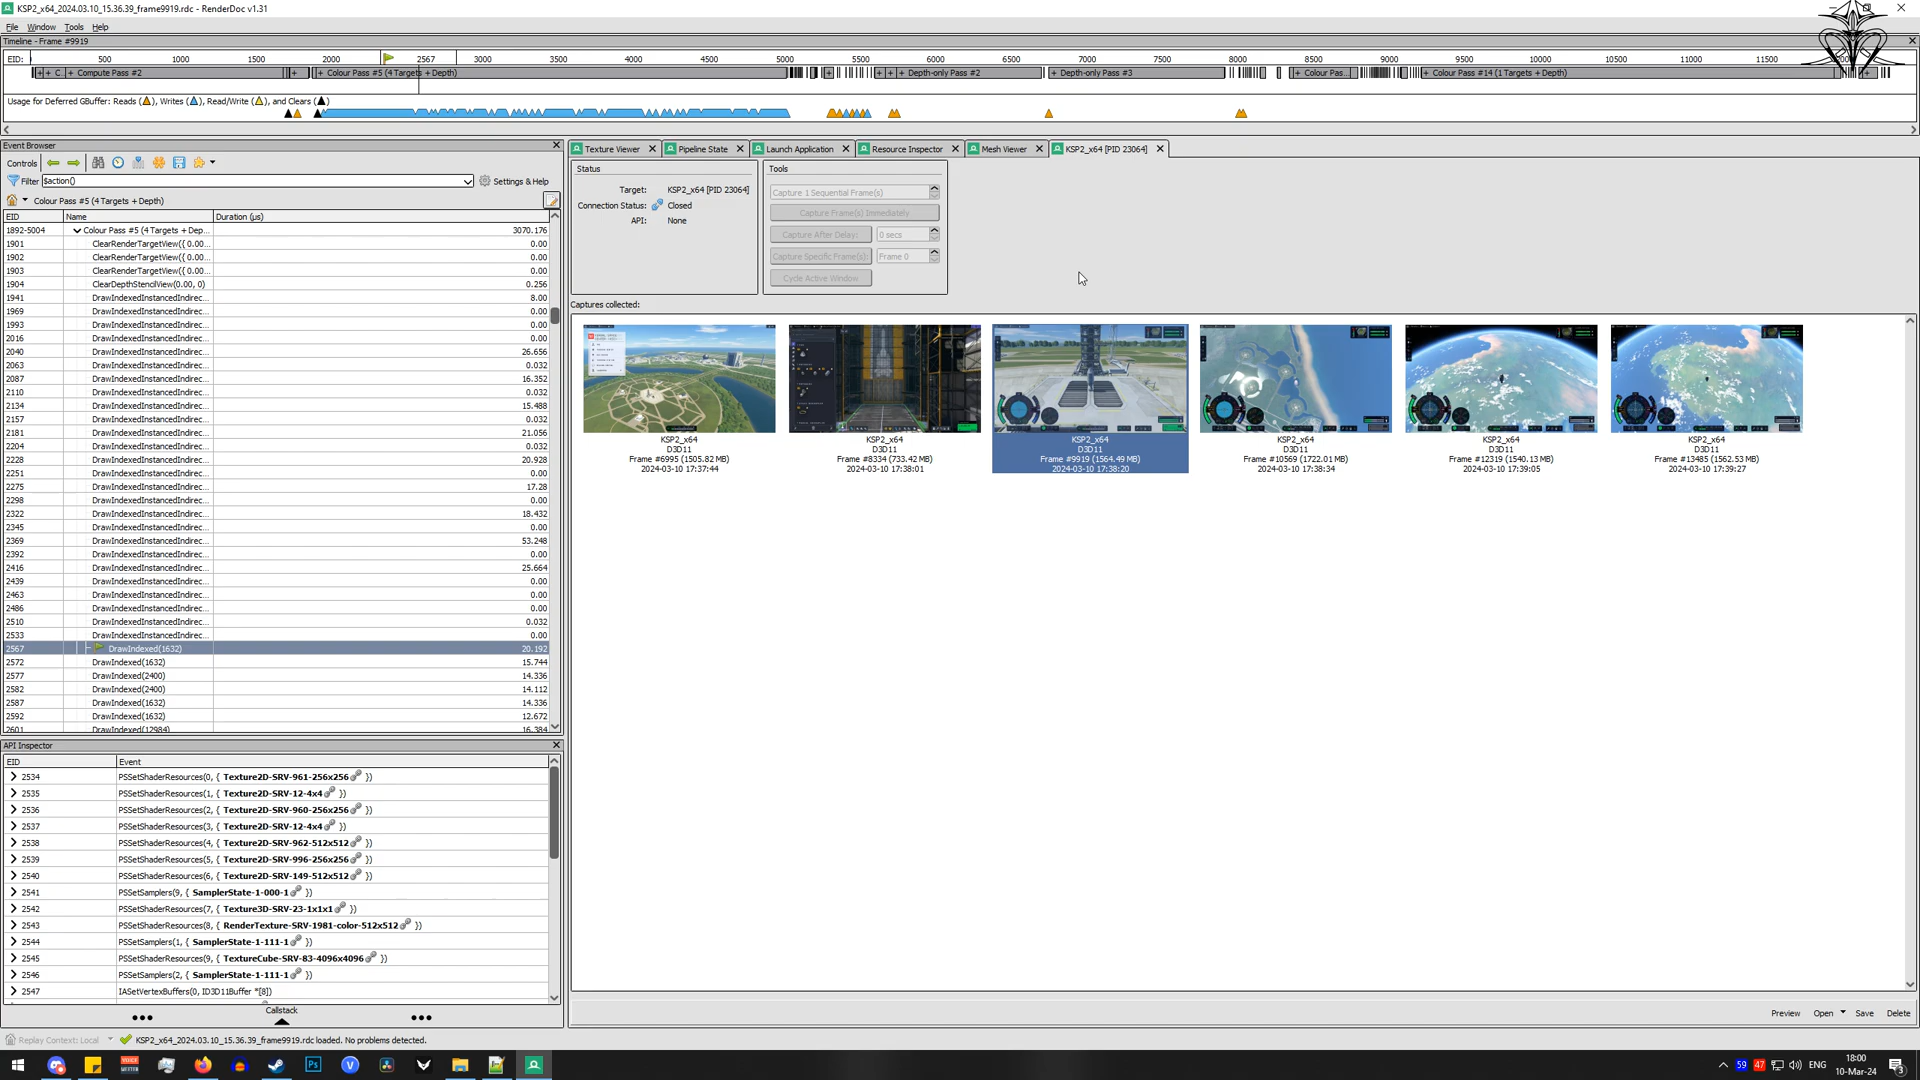 KSP2_x64_2024.03.10_15.36.39_frame9919.rdc - RenderDoc v1.31
File Window Tools Help
Timeline - Frame #9919
EID: 500 1000 1500 2000 2567 3000 3500 4000 4500 5000 5500 6000 6500 7000 7500 8000 8500 9000 9500 10000 10500 11000 11500
+ + C + Compute Pass #2 + + Colour Pass #5 (4 Targets + Depth) + + + + Depth-only Pass #2 + Depth-only Pass #3 + Colour Pas... + Colour Pass #14 (1 Targets + Depth) +
Usage for Deferred GBuffer: Reads ( ), Writes ( ), Read/Write ( ), and Clears ( )
Event Browser
Controls
Filter $action() Settings & Help
Colour Pass #5 (4 Targets + Depth)
EID Name Duration (µs)
1892-5004 Colour Pass #5 (4 Targets + Dep... 3070.176
1901 ClearRenderTargetView({ 0.00... 0.00
1902 ClearRenderTargetView({ 0.00... 0.00
1903 ClearRenderTargetView({ 0.00... 0.00
1904 ClearDepthStencilView(0.00, 0) 0.256
1941 DrawIndexedInstancedIndirec... 8.00
1969 DrawIndexedInstancedIndirec... 0.00
1993 DrawIndexedInstancedIndirec... 0.00
2016 DrawIndexedInstancedIndirec... 0.00
2040 DrawIndexedInstancedIndirec... 26.656
2063 DrawIndexedInstancedIndirec... 0.032
2087 DrawIndexedInstancedIndirec... 16.352
2110 DrawIndexedInstancedIndirec... 0.032
2134 DrawIndexedInstancedIndirec... 15.488
2157 DrawIndexedInstancedIndirec... 0.032
2181 DrawIndexedInstancedIndirec... 21.056
2204 DrawIndexedInstancedIndirec... 0.032
2228 DrawIndexedInstancedIndirec... 20.928
2251 DrawIndexedInstancedIndirec... 0.00
2275 DrawIndexedInstancedIndirec... 17.28
2298 DrawIndexedInstancedIndirec... 0.00
2322 DrawIndexedInstancedIndirec... 18.432
2345 DrawIndexedInstancedIndirec... 0.00
2369 DrawIndexedInstancedIndirec... 53.248
2392 DrawIndexedInstancedIndirec... 0.00
2416 DrawIndexedInstancedIndirec... 25.664
2439 DrawIndexedInstancedIndirec... 0.00
2463 DrawIndexedInstancedIndirec... 0.00
2486 DrawIndexedInstancedIndirec... 0.00
2510 DrawIndexedInstancedIndirec... 0.032
2533 DrawIndexedInstancedIndirec... 0.00
2567 DrawIndexed(1632) 20.192
2572 DrawIndexed(1632) 15.744
2577 DrawIndexed(2400) 14.336
2582 DrawIndexed(2400) 14.112
2587 DrawIndexed(1632) 14.336
2592 DrawIndexed(1632) 12.672
2601 DrawIndexed(12984) 16.384
API Inspector
EID Event
2534 PSSetShaderResources(0, { Texture2D-SRV-961-256x256 })
2535 PSSetShaderResources(1, { Texture2D-SRV-12-4x4 })
2536 PSSetShaderResources(2, { Texture2D-SRV-960-256x256 })
2537 PSSetShaderResources(3, { Texture2D-SRV-12-4x4 })
2538 PSSetShaderResources(4, { Texture2D-SRV-962-512x512 })
2539 PSSetShaderResources(5, { Texture2D-SRV-996-256x256 })
2540 PSSetShaderResources(6, { Texture2D-SRV-149-512x512 })
2541 PSSetSamplers(9, { SamplerState-1-000-1 })
2542 PSSetShaderResources(7, { Texture3D-SRV-23-1x1x1 })
2543 PSSetShaderResources(8, { RenderTexture-SRV-1981-color-512x512 })
2544 PSSetSamplers(1, { SamplerState-1-111-1 })
2545 PSSetShaderResources(9, { TextureCube-SRV-83-4096x4096 })
2546 PSSetSamplers(2, { SamplerState-1-111-1 })
2547 IASetVertexBuffers(0, ID3D11Buffer *[8])
Callstack
Texture Viewer Pipeline State Launch Application Resource Inspector Mesh Viewer KSP2_x64 [PID 23064]
Status
Target: KSP2_x64 [PID 23064]
Connection Status: Closed
API: None
Tools
Capture 1 Sequential Frame(s)
Capture Frame(s) Immediately
Capture After Delay: 0 secs
Capture Specific Frame(s): Frame 0
Cycle Active Window
Captures collected:
KSP2_x64
D3D11
Frame #6995 (1505.82 MB)
2024-03-10 17:37:44
KSP2_x64
D3D11
Frame #8334 (733.42 MB)
2024-03-10 17:38:01
KSP2_x64
D3D11
Frame #9919 (1564.49 MB)
2024-03-10 17:38:20
KSP2_x64
D3D11
Frame #10569 (1722.01 MB)
2024-03-10 17:38:34
KSP2_x64
D3D11
Frame #12319 (1540.13 MB)
2024-03-10 17:39:05
KSP2_x64
D3D11
Frame #13485 (1562.53 MB)
2024-03-10 17:39:27
Preview Open Save Delete
Replay Context: Local KSP2_x64_2024.03.10_15.36.39_frame9919.rdc loaded. No problems detected.
59 47 ENG
18:00
10-Mar-24
3